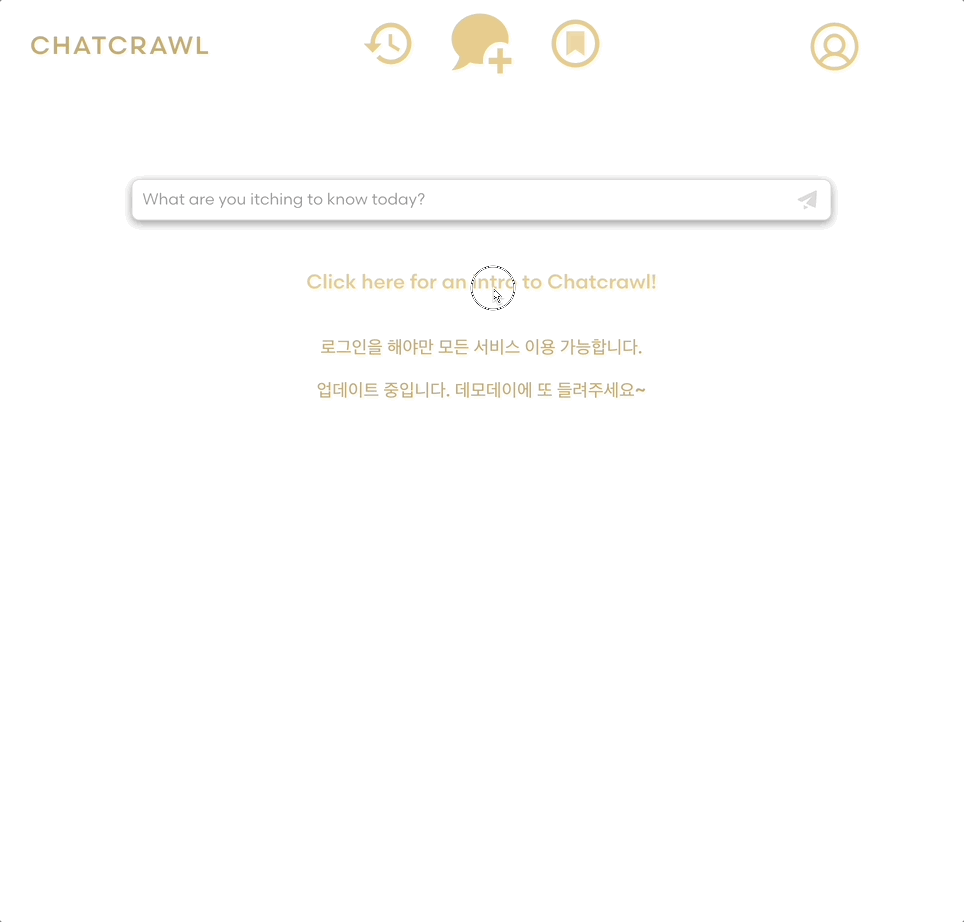 CHATCRAWL
What are you itching to know today?
Click here for an intro to Chatcrawl!
로그인을 해야만 모든 서비스 이용 가능합니다.
업데이트 중입니다. 데모데이에 또 들려주세요~